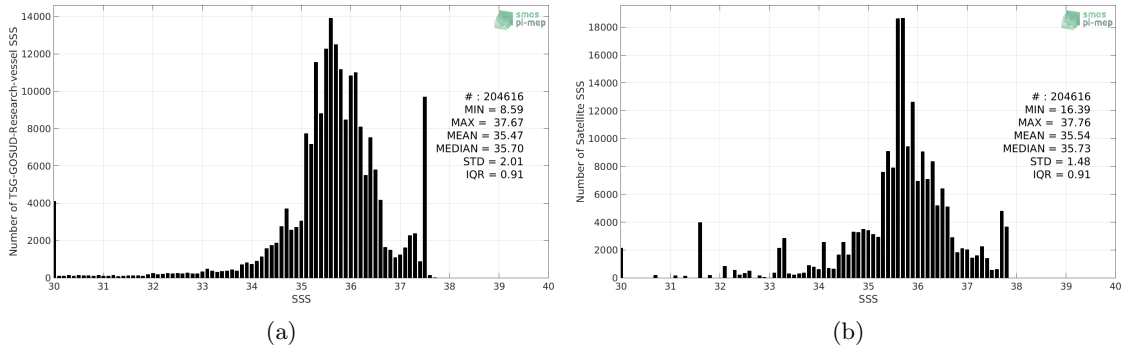 smos
pi-mep
14000
12000
10000
8000
6000
4000
2000
0
Number of TSG-GOSUD-Research-vessel SSS
# : 204616
MIN = 8.59
MAX = 37.67
MEAN = 35.47
MEDIAN = 35.70
STD = 2.01
IQR = 0.91
30 31 32 33 34 35 36 37 38 39 40
SSS
(a)
smos
pi-mep
18000
16000
14000
12000
10000
8000
6000
4000
2000
0
Number of Satellite SSS
# : 204616
MIN = 16.39
MAX = 37.76
MEAN = 35.54
MEDIAN = 35.73
STD = 1.48
IQR = 0.91
30 31 32 33 34 35 36 37 38 39 40
SSS
(b)